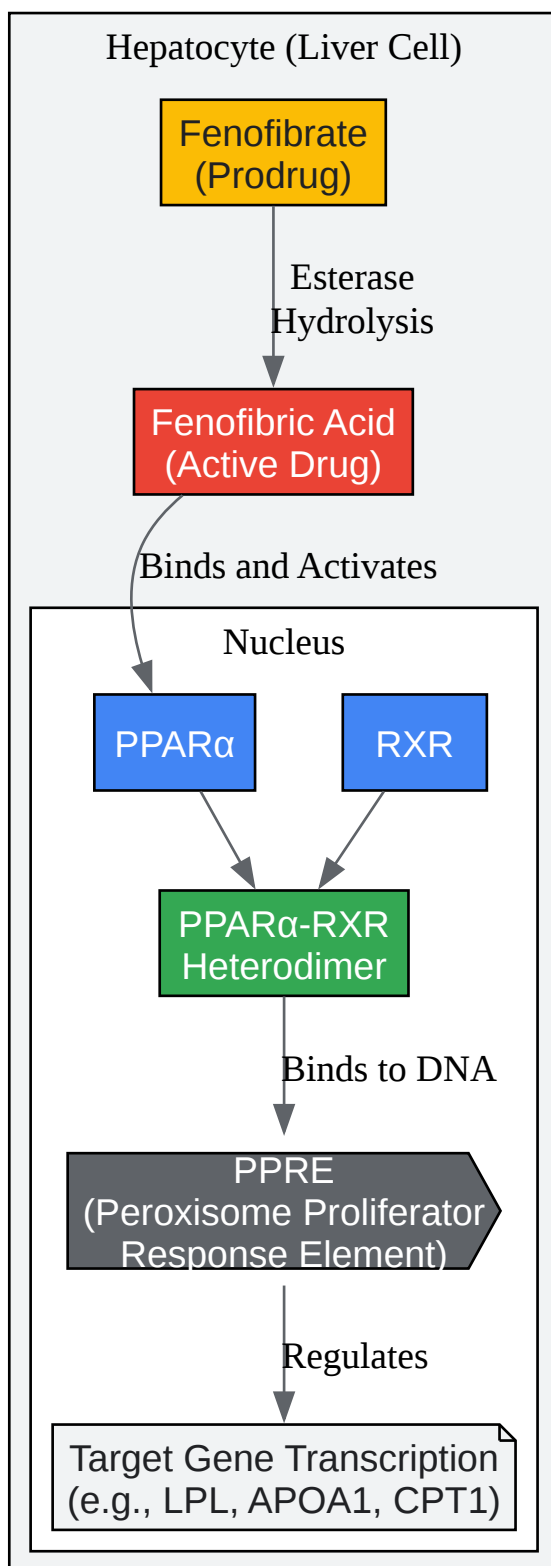 Hepatocyte (Liver Cell)
Fenofibrate
(Prodrug)
Esterase
Hydrolysis
Fenofibric Acid
(Active Drug)
Binds and Activates
Nucleus
PPARα
RXR
PPARα-RXR
Heterodimer
Binds to DNA
PPRE
(Peroxisome Proliferator
Response Element)
Regulates
Target Gene Transcription
(e.g., LPL, APOA1, CPT1)